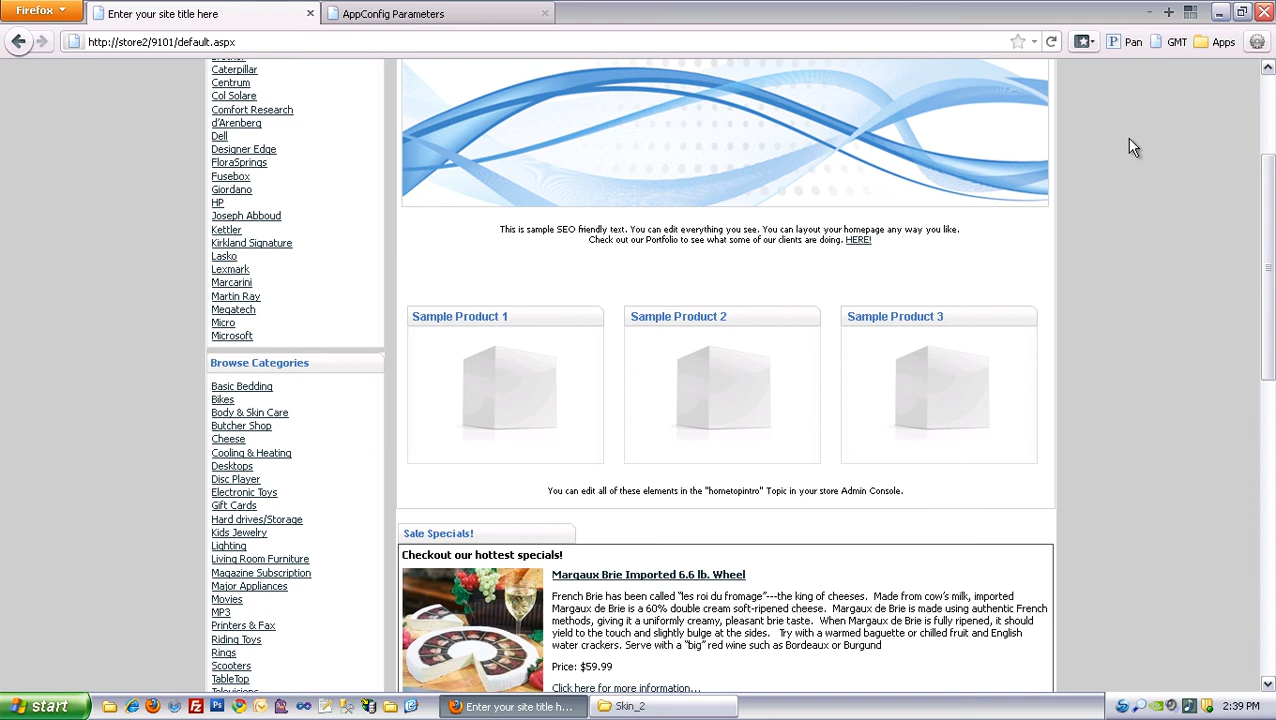 Firefox
Enter your site title here
AppConfig Parameters
http://store2/9101/default.aspx
Pan
GMT
Apps
Caterpillar
Centrum
Col Solare
Comfort Research
d'Arenberg
Dell
Designer Edge
FloraSprings
Fusebox
Giordano
HP
Joseph Abboud
Kettler
Kirkland Signature
Lasko
Lexmark
Marcarini
Martin Ray
Megatech
Micro
Microsoft
Browse Categories
Basic Bedding
Bikes
Body & Skin Care
Butcher Shop
Cheese
Cooling & Heating
Desktops
Disc Player
Electronic Toys
Gift Cards
Hard drives/Storage
Kids Jewelry
Lighting
Living Room Furniture
Magazine Subscription
Major Appliances
Movies
MP3
Printers & Fax
Riding Toys
Rings
Scooters
TableTop
This is sample SEO friendly text. You can edit everything you see. You can layout your homepage any way you like.
Check out our Portfolio to see what some of our clients are doing. HERE!
Sample Product 1
Sample Product 2
Sample Product 3
You can edit all of these elements in the "hometopintro" Topic in your store Admin Console.
Sale Specials!
Checkout our hottest specials!
Margaux Brie Imported 6.6 lb. Wheel
French Brie has been called "les roi du fromage"---the king of cheeses. Made from cow's milk, imported
Margaux de Brie is a 60% double cream soft-ripened cheese. Margaux de Brie is made using authentic French
methods, giving it a uniformly creamy, pleasant brie taste. When Margaux de Brie is fully ripened, it should
yield to the touch and slightly bulge at the sides. Try with a warmed baguette or chilled fruit and English
water crackers. Serve with a "big" red wine such as Bordeaux or Burgund
Price: $59.99
Click here for more information...
start
Enter your site title h...
Skin_2
2:39 PM